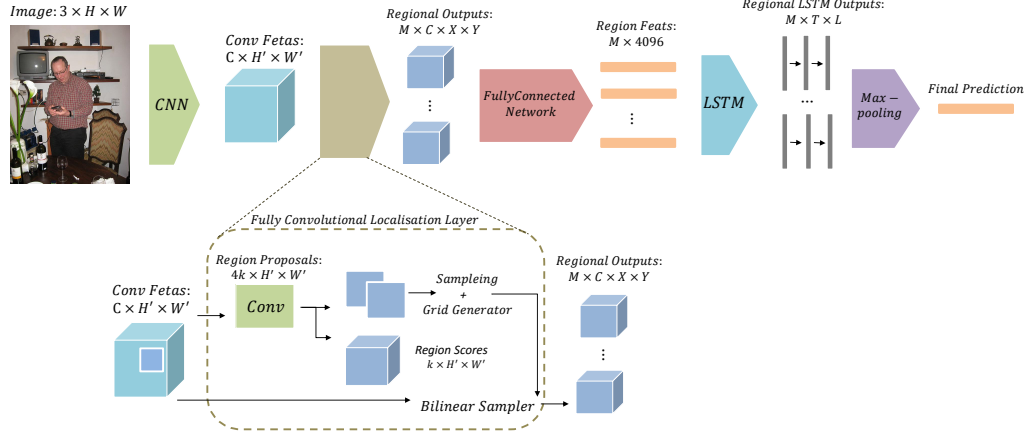 Image: 3 × H × W
CNN
Conv Fetas:
C × H′ × W′
Regional Outputs:
M × C × X × Y
⋮
FullyConnected
Network
Region Feats:
M × 4096
⋮
LSTM
Regional LSTM Outputs:
M × T × L
...
Max −
pooling
Final Prediction
Fully Convolutional Localisation Layer
Conv Fetas:
C × H′ × W′
Region Proposals:
4k × H′ × W′
Conv
Sampleing
+
Grid Generator
Region Scores
k × H′ × W′
Bilinear Sampler
Regional Outputs:
M × C × X × Y
⋮